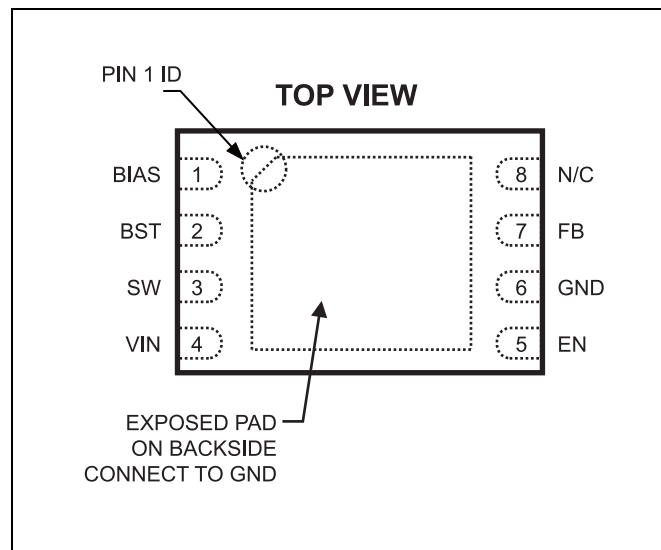 PIN 1 ID
TOP VIEW
BIAS 1 8 N/C
BST 2 7 FB
SW 3 6 GND
VIN 4 5 EN
EXPOSED PAD
ON BACKSIDE
CONNECT TO GND